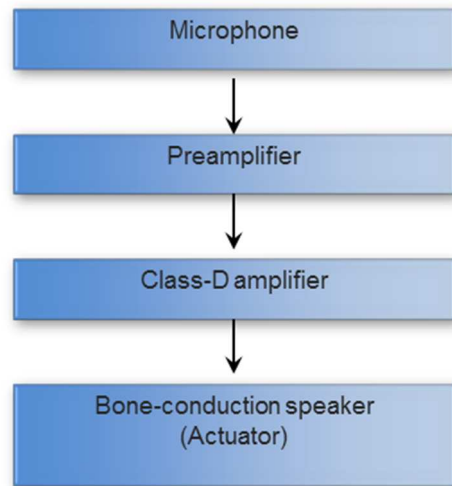 Microphone
Preamplifier
Class-D amplifier
Bone-conduction speaker
(Actuator)